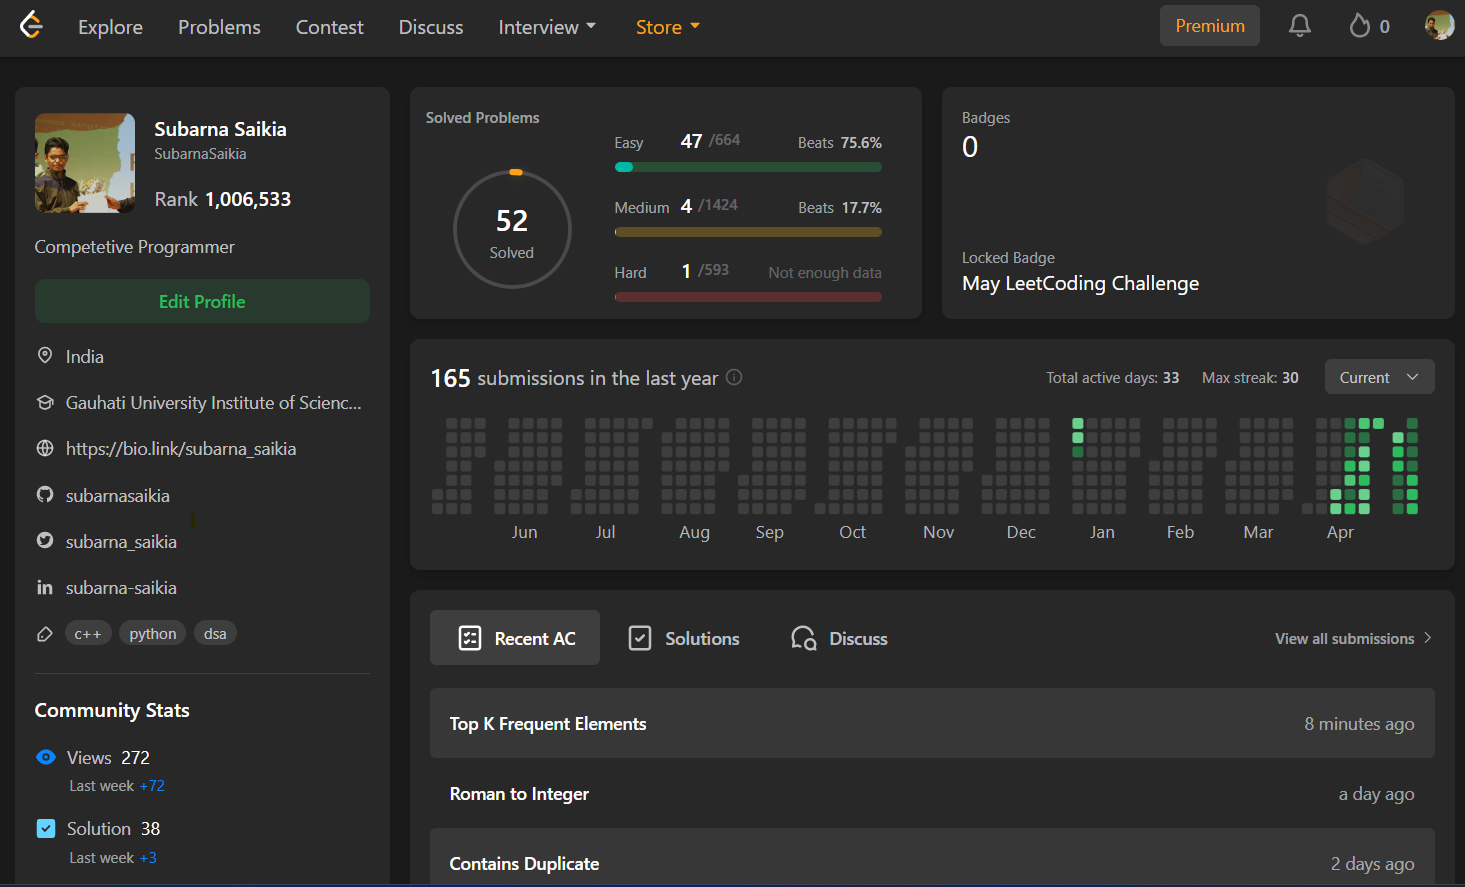 Explore Problems Contest Discuss Interview Store Premium 0
Subarna Saikia
SubarnaSaikia
Rank 1,006,533
Competetive Programmer
Edit Profile
India
Gauhati University Institute of Scienc...
https://bio.link/subarna_saikia
subarnasaikia
subarna_saikia
subarna-saikia
c++ python dsa
Community Stats
Views 272
Last week +72
Solution 38
Last week +3
Solved Problems
52
Solved
Easy 47 /664 Beats 75.6%
Medium 4 /1424 Beats 17.7%
Hard 1 /593 Not enough data
Badges
0
Locked Badge
May LeetCoding Challenge
165 submissions in the last year Total active days: 33 Max streak: 30 Current
Jun Jul Aug Sep Oct Nov Dec Jan Feb Mar Apr
Recent AC Solutions Discuss View all submissions
Top K Frequent Elements 8 minutes ago
Roman to Integer a day ago
Contains Duplicate 2 days ago